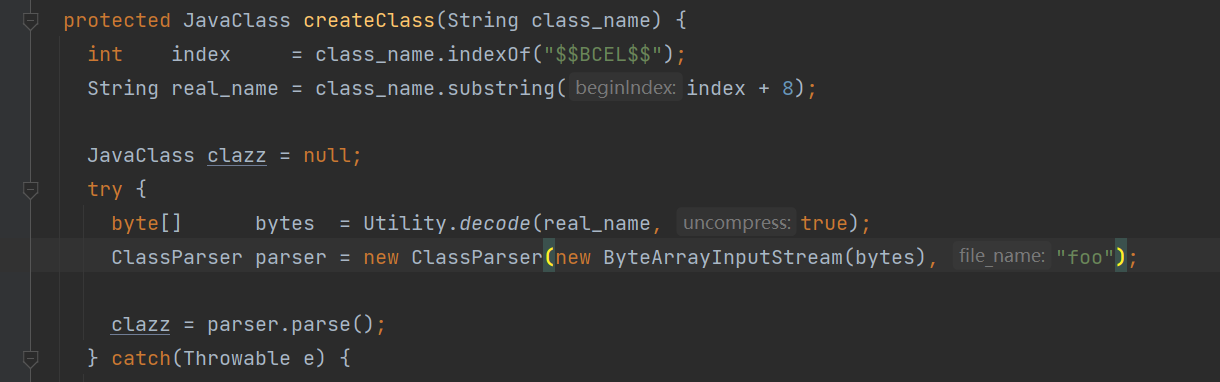 protected JavaClass createClass(String class_name) {
int index = class_name.indexOf("$$BCEL$$");
String real_name = class_name.substring( beginIndex: index + 8);
JavaClass clazz = null;
try {
byte[] bytes = Utility.decode(real_name, uncompress: true);
ClassParser parser = new ClassParser(new ByteArrayInputStream(bytes), file_name: "foo");
clazz = parser.parse();
} catch(Throwable e) {